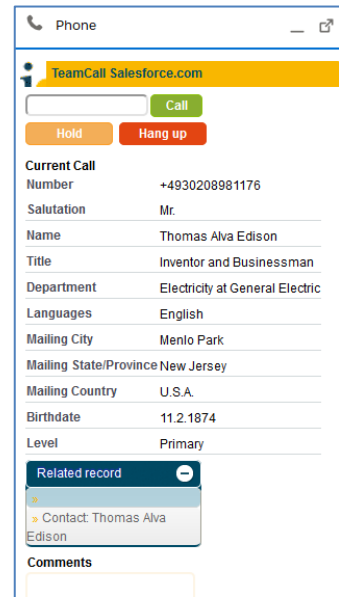 Phone
TeamCall Salesforce.com
Call
Hold Hang up
Current Call
Number +4930208981176
Salutation Mr.
Name Thomas Alva Edison
Title Inventor and Businessman
Department Electricity at General Electric
Languages English
Mailing City Menlo Park
Mailing State/Province New Jersey
Mailing Country U.S.A.
Birthdate 11.2.1874
Level Primary
Related record
»
» Contact: Thomas Alva
Edison
Comments